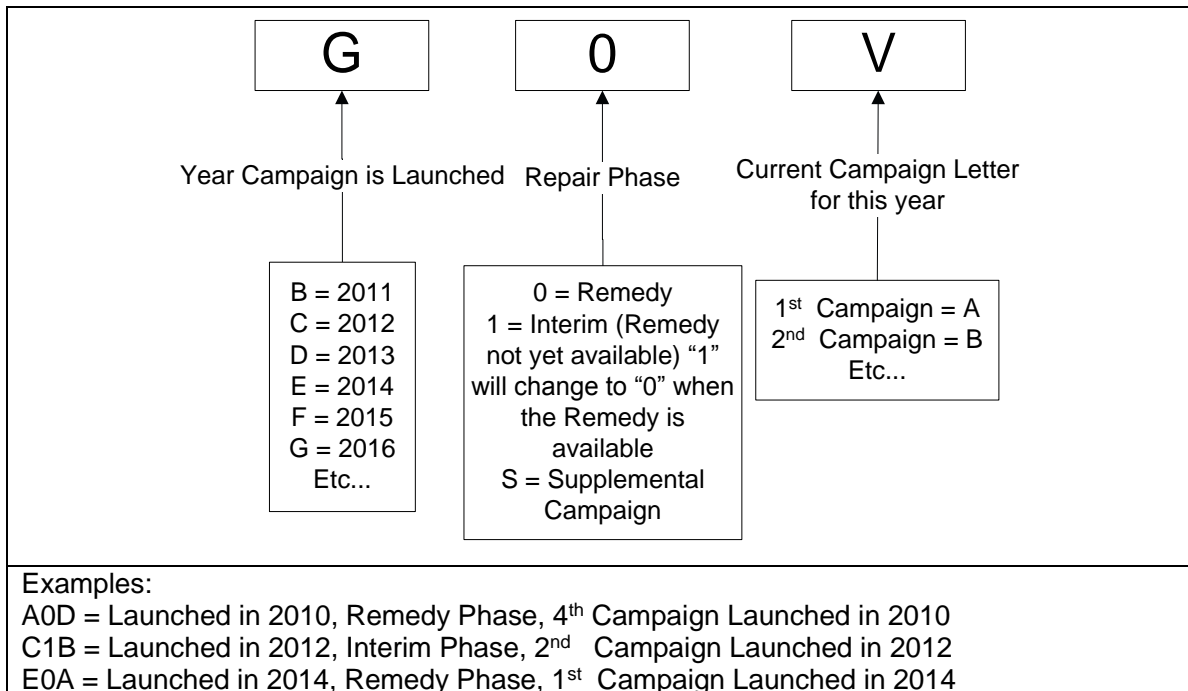 G 0 V
Year Campaign is Launched
Repair Phase
Current Campaign Letter
for this year
B = 2011
C = 2012
D = 2013
E = 2014
F = 2015
G = 2016
Etc...
0 = Remedy
1 = Interim (Remedy
not yet available) “1”
will change to “0” when
the Remedy is
available
S = Supplemental
Campaign
1st Campaign = A
2nd Campaign = B
Etc...
Examples:
A0D = Launched in 2010, Remedy Phase, 4th Campaign Launched in 2010
C1B = Launched in 2012, Interim Phase, 2nd Campaign Launched in 2012
E0A = Launched in 2014, Remedy Phase, 1st Campaign Launched in 2014